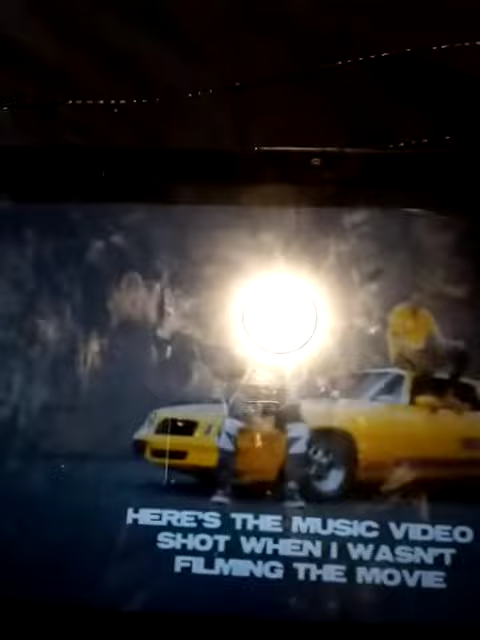 HERE'S THE MUSIC VIDEO
SHOT WHEN I WASN'T
FILMING THE MOVIE